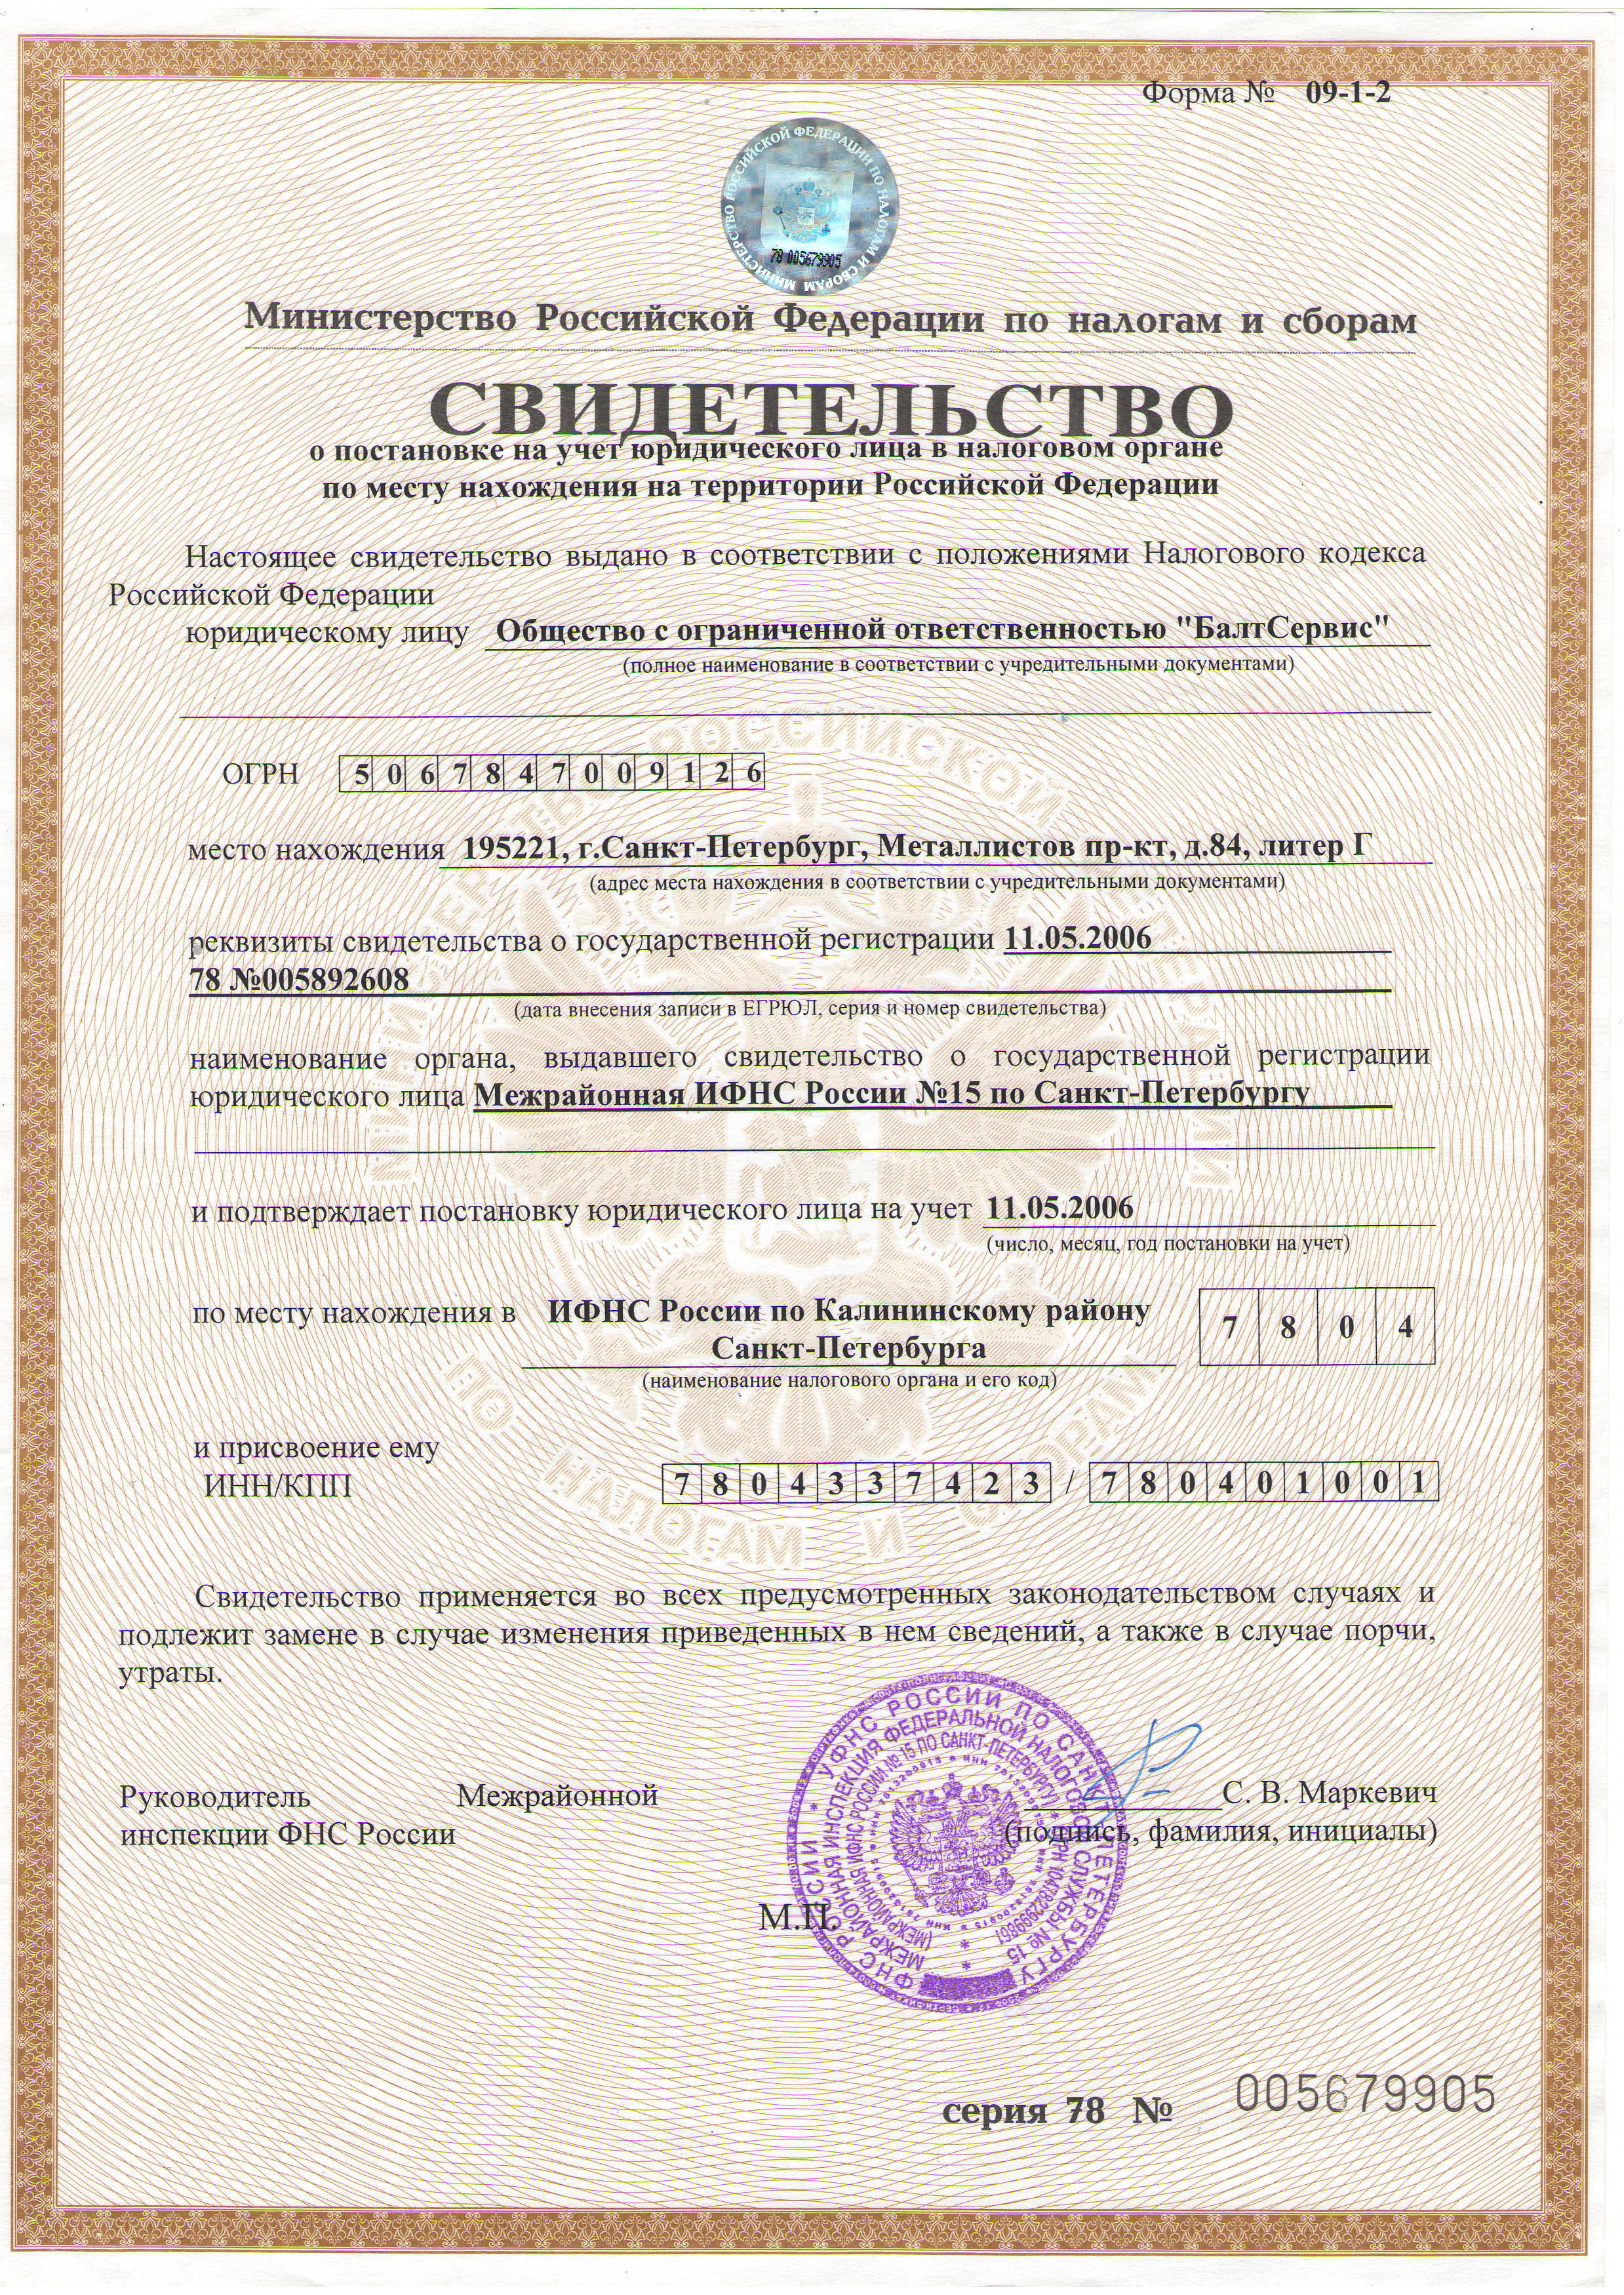 Форма № 09-1-2
МИНИСТЕРСТВО РОССИЙСКОЙ ФЕДЕРАЦИИ ПО НАЛОГАМ И СБОРАМ
78 005679905
Министерство Российской Федерации по налогам и сборам
СВИДЕТЕЛЬСТВО
о постановке на учет юридического лица в налоговом органе
по месту нахождения на территории Российской Федерации
Настоящее свидетельство выдано в соответствии с положениями Налогового кодекса
Российской Федерации
юридическому лицу Общество с ограниченной ответственностью "БалтСервис"
(полное наименование в соответствии с учредительными документами)
ОГРН 5067847009126
место нахождения 195221, г.Санкт-Петербург, Металлистов пр-кт, д.84, литер Г
(адрес места нахождения в соответствии с учредительными документами)
реквизиты свидетельства о государственной регистрации 11.05.2006
78 №005892608
(дата внесения записи в ЕГРЮЛ, серия и номер свидетельства)
наименование органа, выдавшего свидетельство о государственной регистрации
юридического лица Межрайонная ИФНС России №15 по Санкт-Петербургу
и подтверждает постановку юридического лица на учет 11.05.2006
(число, месяц, год постановки на учет)
по месту нахождения в ИФНС России по Калининскому району 7804
Санкт-Петербурга
(наименование налогового органа и его код)
и присвоение ему
ИНН/КПП 7804337423 / 780401001
Свидетельство применяется во всех предусмотренных законодательством случаях и
подлежит замене в случае изменения приведенных в нем сведений, а также в случае порчи,
утраты.
Руководитель Межрайонной С. В. Маркевич
инспекции ФНС России (подпись, фамилия, инициалы)
М.П.
ФНС РОССИИ * УФНС РОССИИ ПО САНКТ-ПЕТЕРБУРГУ
МЕЖРАЙОННАЯ ИНСПЕКЦИЯ ФЕДЕРАЛЬНОЙ НАЛОГОВОЙ СЛУЖБЫ № 15
(МЕЖРАЙОННАЯ ИФНС РОССИИ № 15 ПО САНКТ-ПЕТЕРБУРГУ)
серия 78 № 005679905